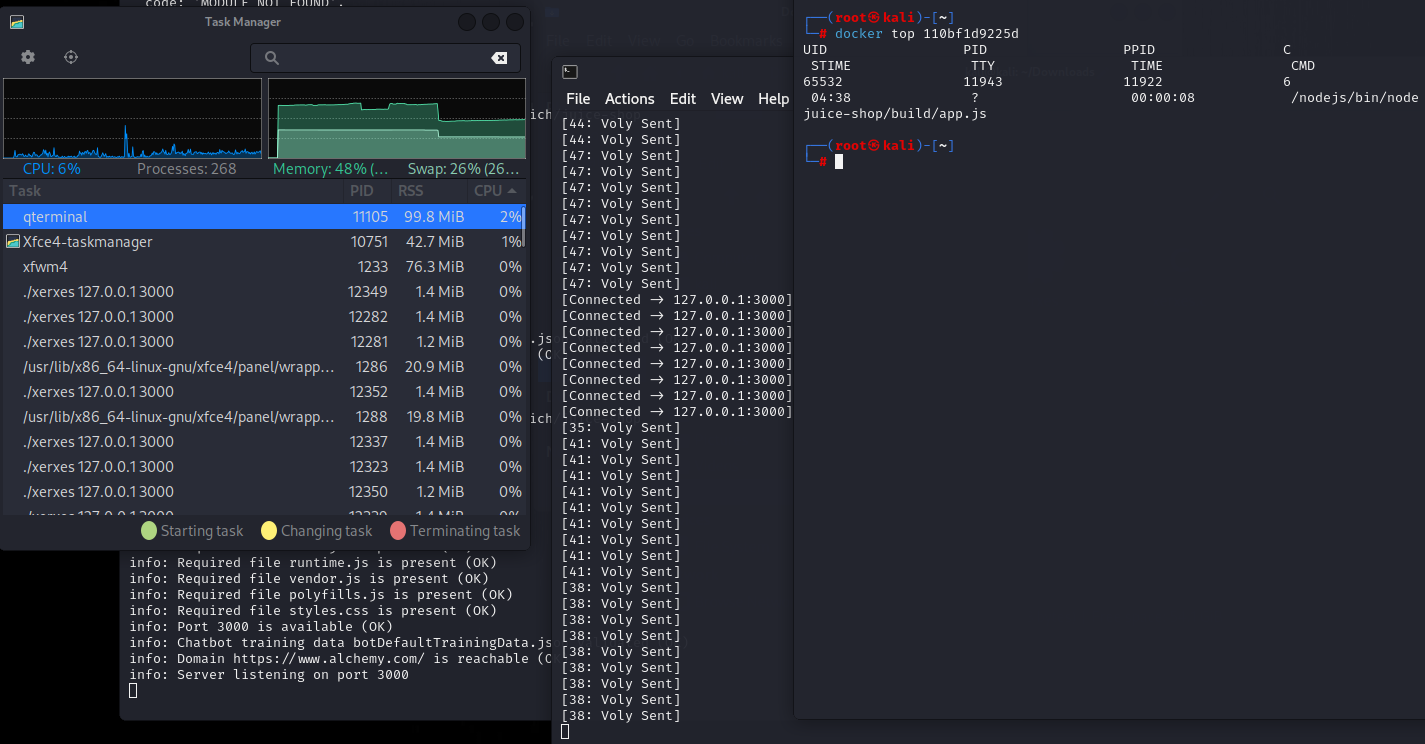 code: 'MODULE_NOT_FOUND',
Task Manager
CPU: 6%
Processes: 268
Memory: 48% (…
Swap: 26% (26…
Task PID RSS CPU
qterminal 11105 99.8 MiB 2%
Xfce4-taskmanager 10751 42.7 MiB 1%
xfwm4 1233 76.3 MiB 0%
./xerxes 127.0.0.1 3000 12349 1.4 MiB 0%
./xerxes 127.0.0.1 3000 12282 1.4 MiB 0%
./xerxes 127.0.0.1 3000 12281 1.2 MiB 0%
/usr/lib/x86_64-linux-gnu/xfce4/panel/wrapp… 1286 20.9 MiB 0%
./xerxes 127.0.0.1 3000 12352 1.4 MiB 0%
/usr/lib/x86_64-linux-gnu/xfce4/panel/wrapp… 1288 19.8 MiB 0%
./xerxes 127.0.0.1 3000 12337 1.4 MiB 0%
./xerxes 127.0.0.1 3000 12323 1.4 MiB 0%
./xerxes 127.0.0.1 3000 12350 1.2 MiB 0%
Starting task
Changing task
Terminating task
info: Required file runtime.js is present (OK)
info: Required file vendor.js is present (OK)
info: Required file polyfills.js is present (OK)
info: Required file styles.css is present (OK)
info: Port 3000 is available (OK)
info: Chatbot training data botDefaultTrainingData.js
info: Domain https://www.alchemy.com/ is reachable (O
info: Server listening on port 3000
File Actions Edit View Help
[44: Voly Sent]
[44: Voly Sent]
[47: Voly Sent]
[47: Voly Sent]
[47: Voly Sent]
[47: Voly Sent]
[47: Voly Sent]
[47: Voly Sent]
[47: Voly Sent]
[47: Voly Sent]
[47: Voly Sent]
[Connected → 127.0.0.1:3000]
[Connected → 127.0.0.1:3000]
[Connected → 127.0.0.1:3000]
[Connected → 127.0.0.1:3000]
[Connected → 127.0.0.1:3000]
[Connected → 127.0.0.1:3000]
[Connected → 127.0.0.1:3000]
[Connected → 127.0.0.1:3000]
[35: Voly Sent]
[41: Voly Sent]
[41: Voly Sent]
[41: Voly Sent]
[41: Voly Sent]
[41: Voly Sent]
[41: Voly Sent]
[41: Voly Sent]
[41: Voly Sent]
[41: Voly Sent]
[38: Voly Sent]
[38: Voly Sent]
[38: Voly Sent]
[38: Voly Sent]
[38: Voly Sent]
[38: Voly Sent]
[38: Voly Sent]
[38: Voly Sent]
[38: Voly Sent]
┌──(root㉿kali)-[~]
└─# docker top 110bf1d9225d
UID PID PPID C
STIME TTY TIME CMD
65532 11943 11922 6
04:38 ? 00:00:08 /nodejs/bin/node
juice-shop/build/app.js
┌──(root㉿kali)-[~]
└─#